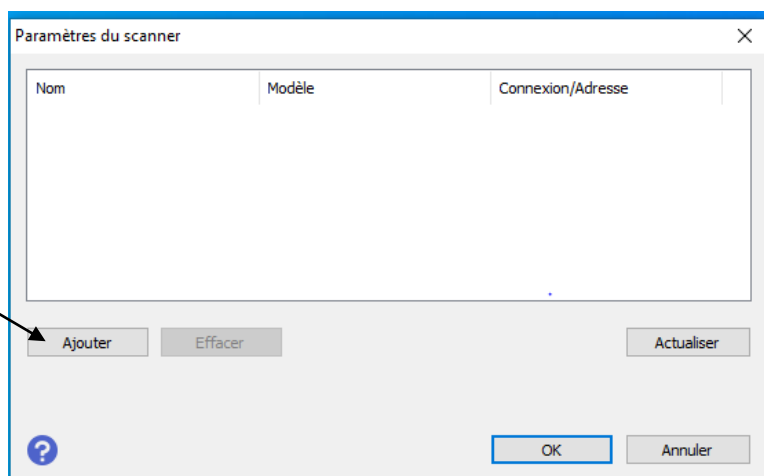 Paramètres du scanner
Nom Modèle Connexion/Adresse
Ajouter Effacer Actualiser
? OK Annuler